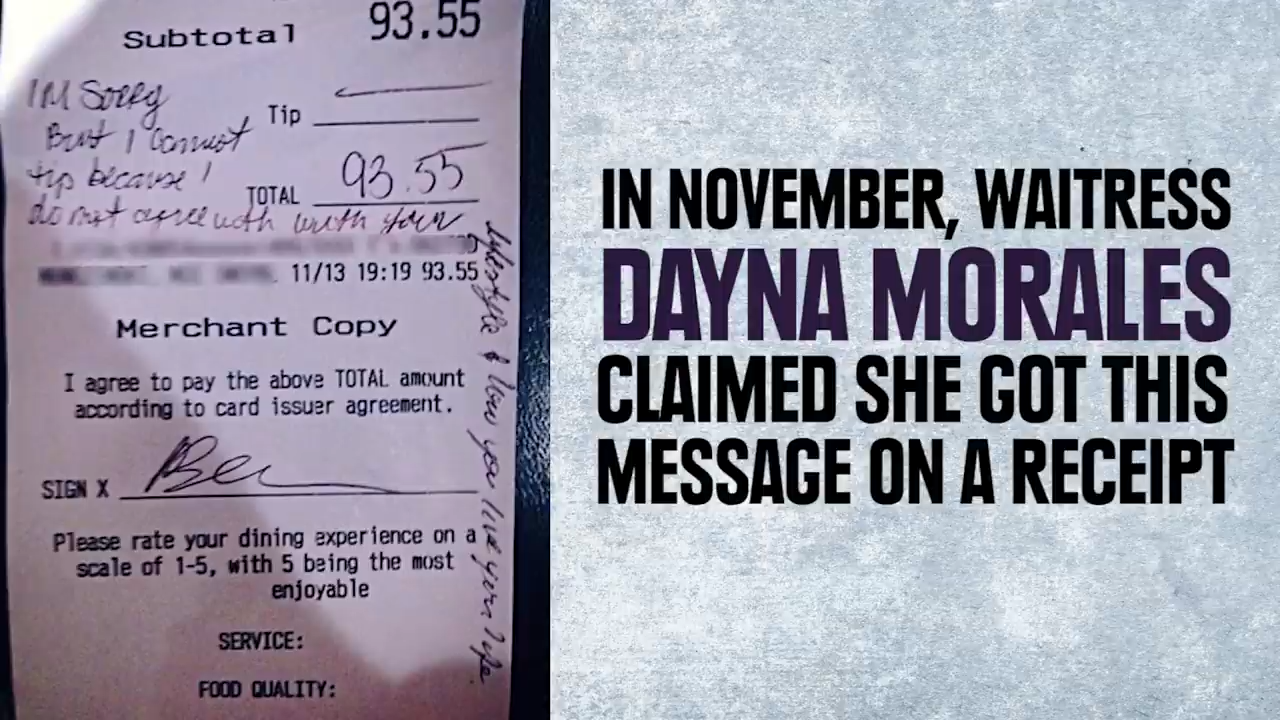 Subtotal 93.55
IM Sorry
Tip
But I Cannot
tip because I
TOTAL 93.55
do not agree with with your
lifestyle & how you live your life.
11/13 19:19 93.55
Merchant Copy
I agree to pay the above TOTAL amount
according to card issuer agreement.
SIGN X
Please rate your dining experience on a
scale of 1-5, with 5 being the most
enjoyable
SERVICE:
FOOD QUALITY:
IN NOVEMBER, WAITRESS
DAYNA MORALES
CLAIMED SHE GOT THIS
MESSAGE ON A RECEIPT